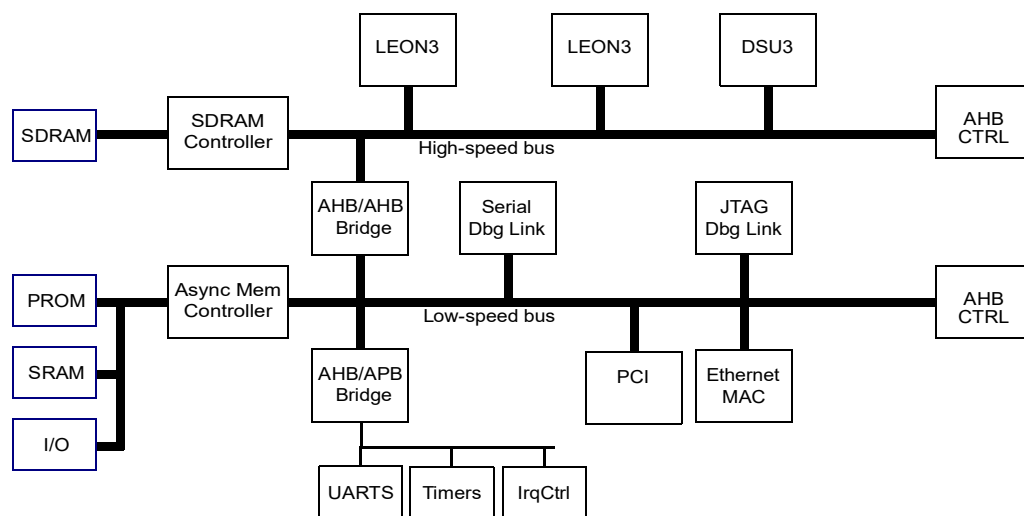 LEON3
LEON3
DSU3
SDRAM
SDRAM
Controller
AHB
CTRL
High-speed bus
AHB/AHB
Bridge
Serial
Dbg Link
JTAG
Dbg Link
PROM
Async Mem
Controller
AHB
CTRL
Low-speed bus
SRAM
AHB/APB
Bridge
PCI
Ethernet
MAC
I/O
UARTS
Timers
IrqCtrl